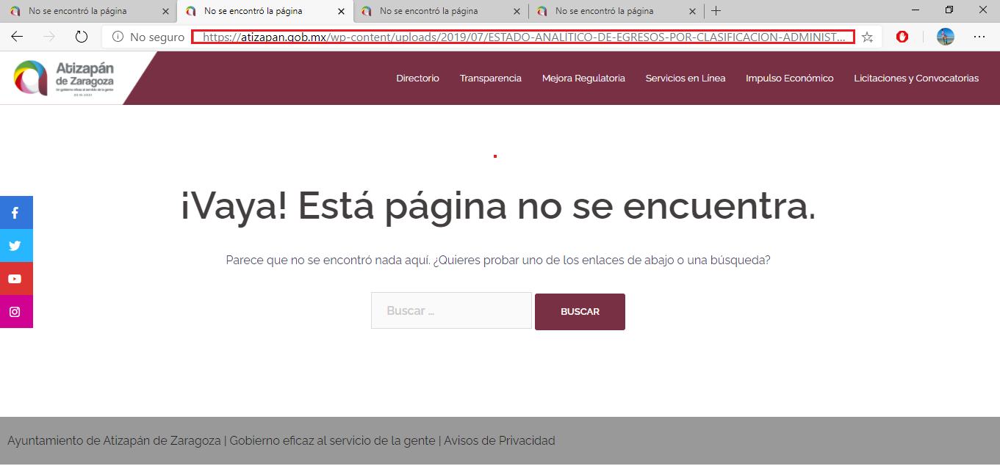 No se encontró la página
No se encontró la página
No se encontró la página
No se encontró la página
No seguro
https://atizapan.gob.mx/wp-content/uploads/2019/07/ESTADO-ANALÍTICO-DE-EGRESOS-POR-CLASIFICACION-ADMINIST...
Atizapán
de Zaragoza
Un gobierno eficaz al servicio de la gente
2019-2021
Directorio
Transparencia
Mejora Regulatoria
Servicios en Línea
Impulso Económico
Licitaciones y Convocatorias
¡Vaya! Está página no se encuentra.
Parece que no se encontró nada aquí. ¿Quieres probar uno de los enlaces de abajo o una búsqueda?
Buscar ...
BUSCAR
Ayuntamiento de Atizapán de Zaragoza | Gobierno eficaz al servicio de la gente | Avisos de Privacidad